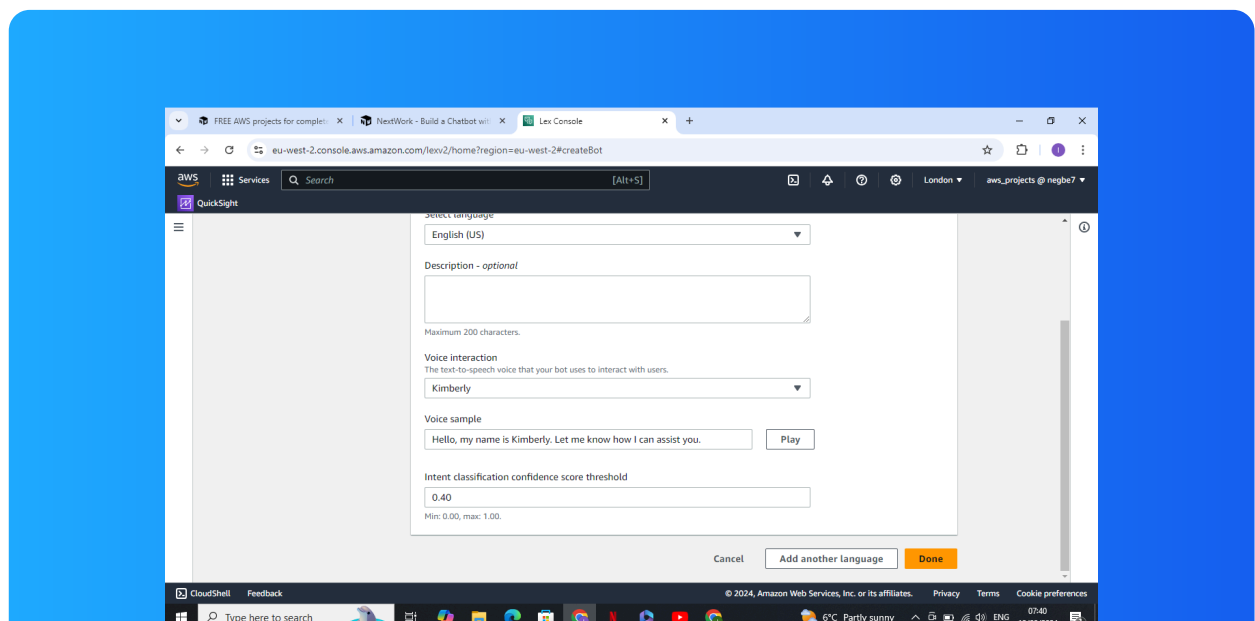 FREE AWS projects for complet
NextWork - Build a Chatbot wit
Lex Console
eu-west-2.console.aws.amazon.com/lexv2/home?region=eu-west-2#createBot
aws
Services
Search
[Alt+S]
London
aws_projects @ negbe7
QuickSight
Select language
English (US)
Description - optional
Maximum 200 characters.
Voice interaction
The text-to-speech voice that your bot uses to interact with users.
Kimberly
Voice sample
Hello, my name is Kimberly. Let me know how I can assist you.
Play
Intent classification confidence score threshold
0.40
Min: 0.00, max: 1.00.
Cancel
Add another language
Done
CloudShell
Feedback
© 2024, Amazon Web Services, Inc. or its affiliates.
Privacy
Terms
Cookie preferences
Type here to search
6°C Partly sunny
ENG
07:40